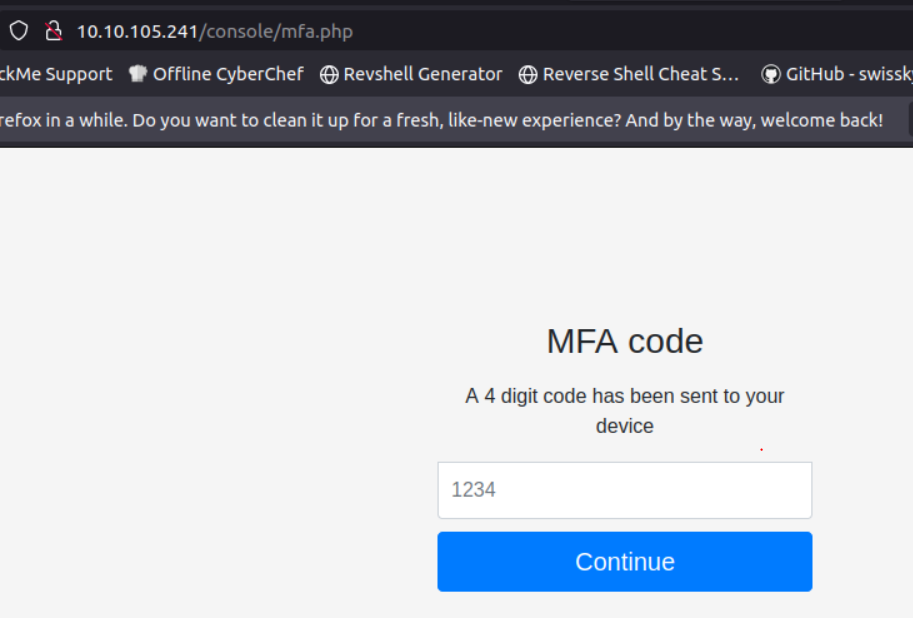 10.10.105.241/console/mfa.php
ckMe Support Offline CyberChef Revshell Generator Reverse Shell Cheat S... GitHub - swissk
refox in a while. Do you want to clean it up for a fresh, like-new experience? And by the way, welcome back!
MFA code
A 4 digit code has been sent to your
device
1234
Continue